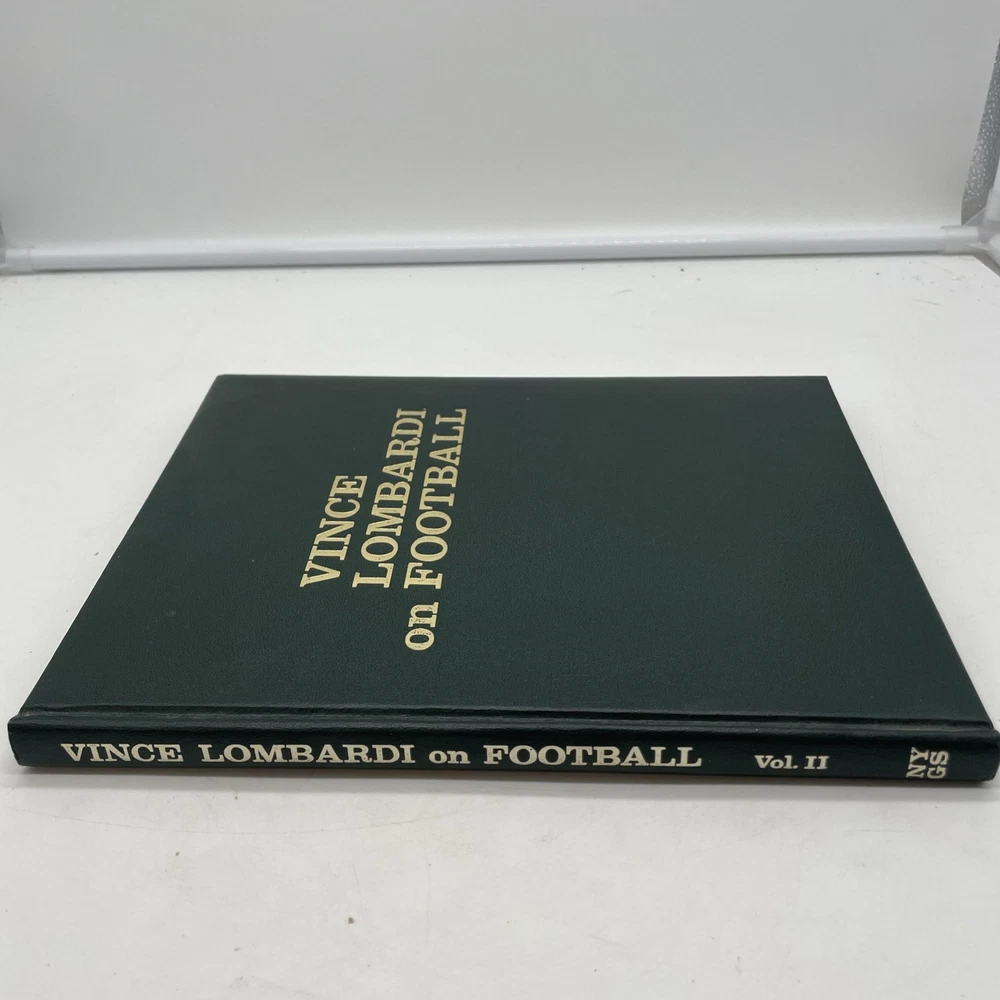 VINCE
LOMBARDI
on FOOTBALL
VINCE LOMBARDI on FOOTBALL Vol. II
NY
GS